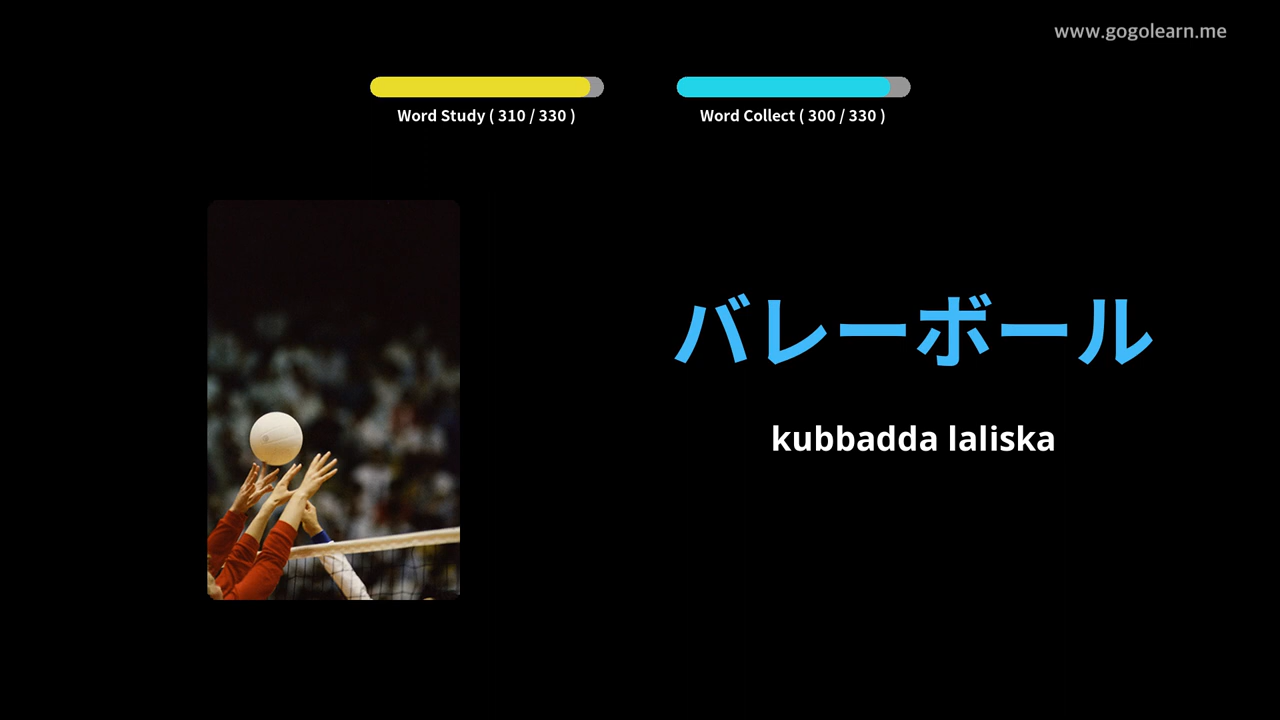 www.gogolearn.me
Word Study ( 310 / 330 )
Word Collect ( 300 / 330 )
バレーボール
kubbadda laliska